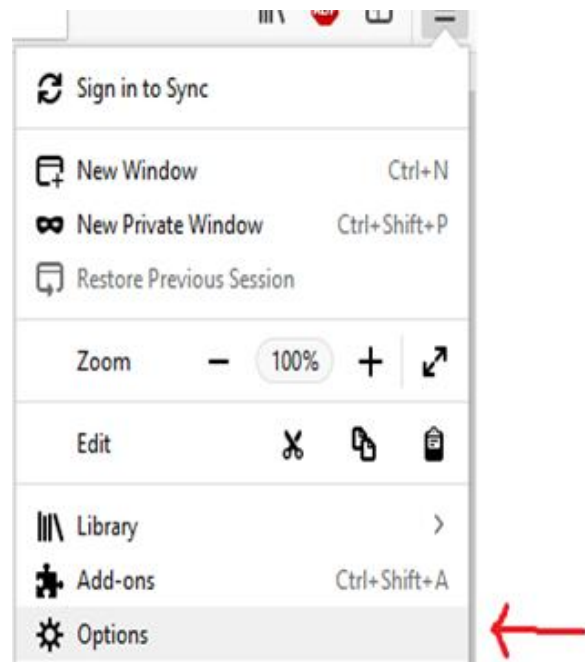 Sign in to Sync
New Window Ctrl+N
New Private Window Ctrl+Shift+P
Restore Previous Session
Zoom − 100% +
Edit
Library >
Add-ons Ctrl+Shift+A
Options